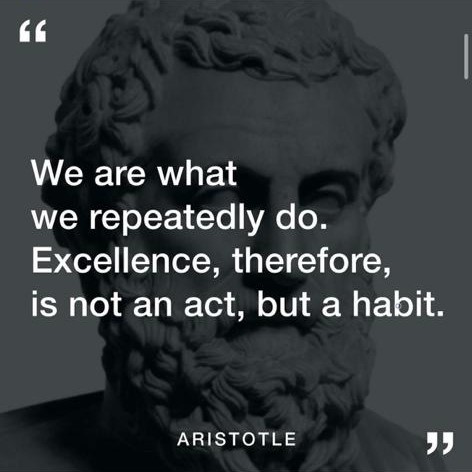 “
We are what
we repeatedly do.
Excellence, therefore,
is not an act, but a habit.
ARISTOTLE
”